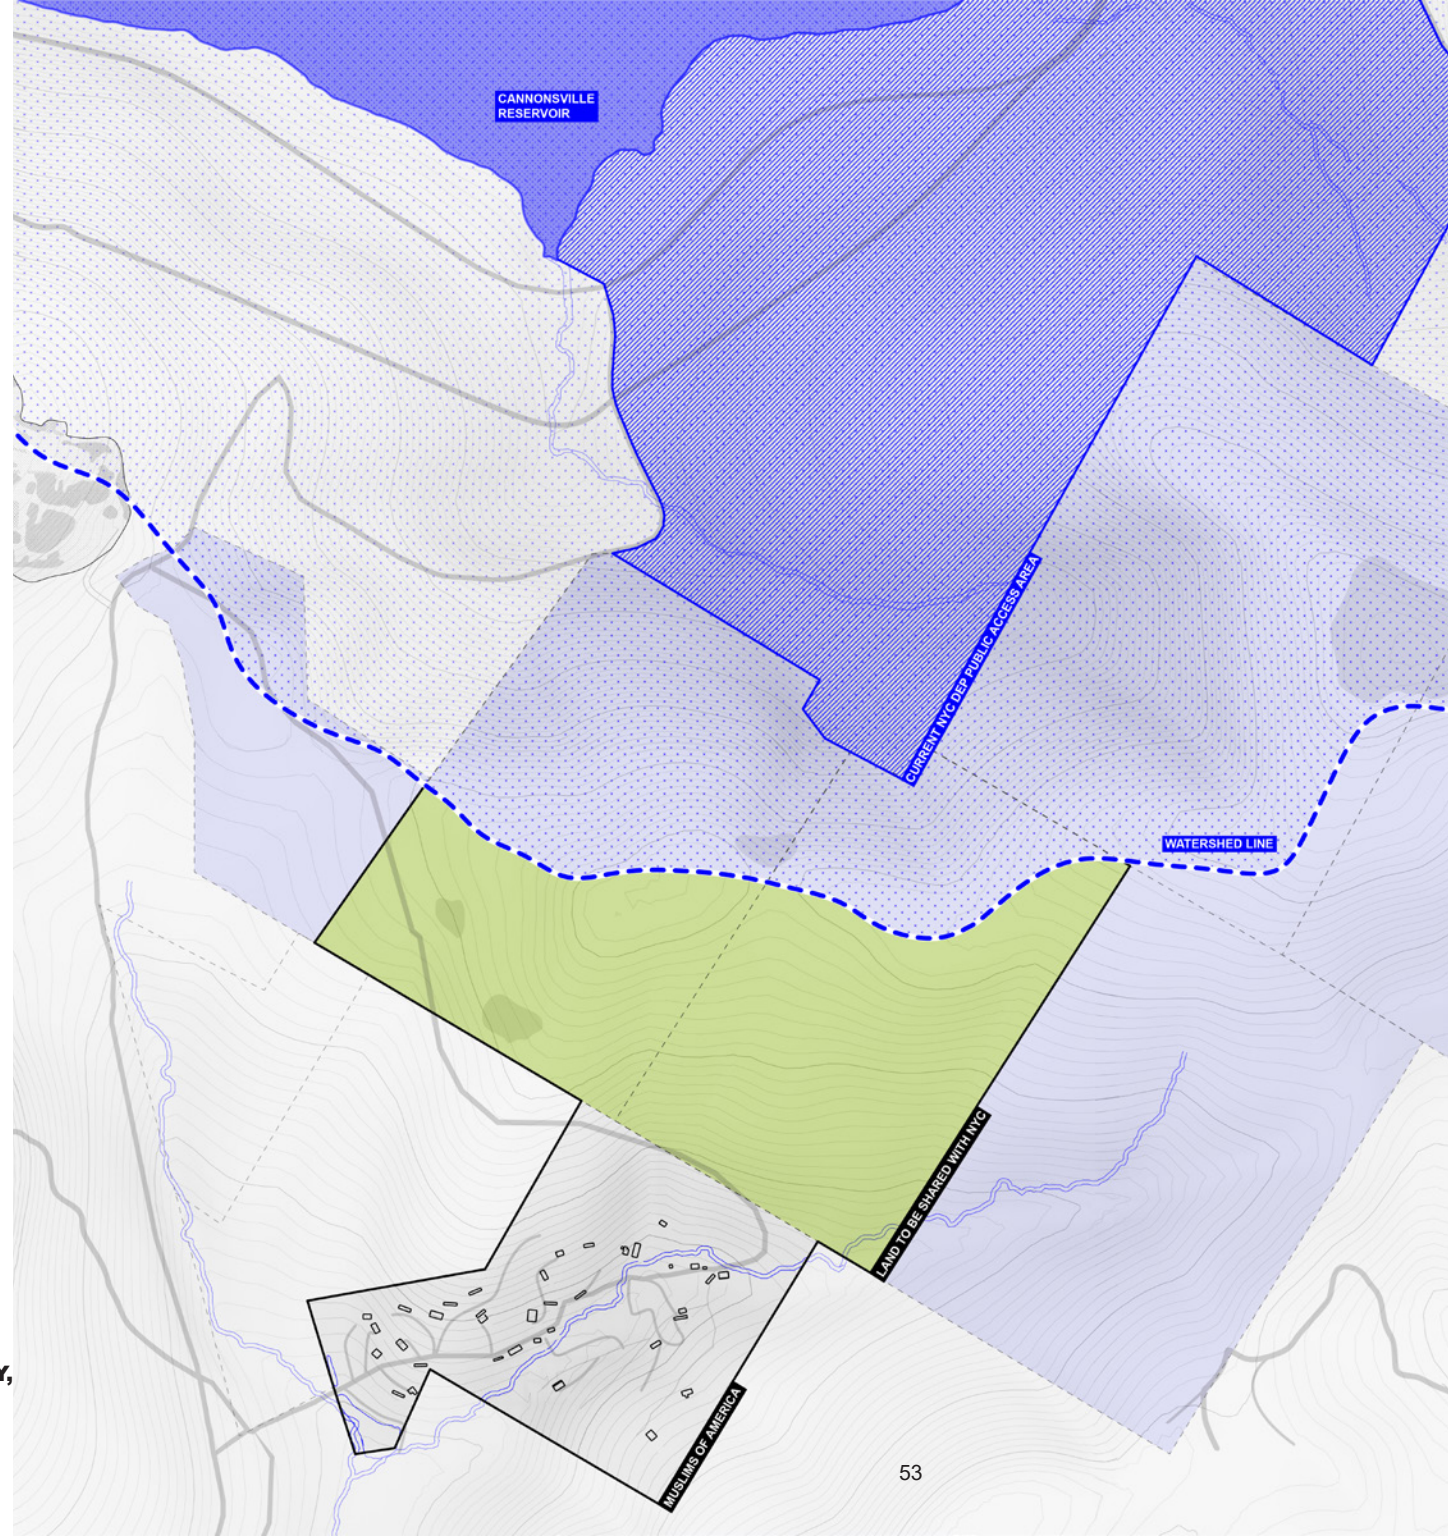 CANNONSVILLE
RESERVOIR
CURRENT NYC DEP PUBLIC ACCESS AREA
WATERSHED LINE
LAND TO BE SHARED WITH NYC
Y,
MUSLIMS OF AMERICA
53